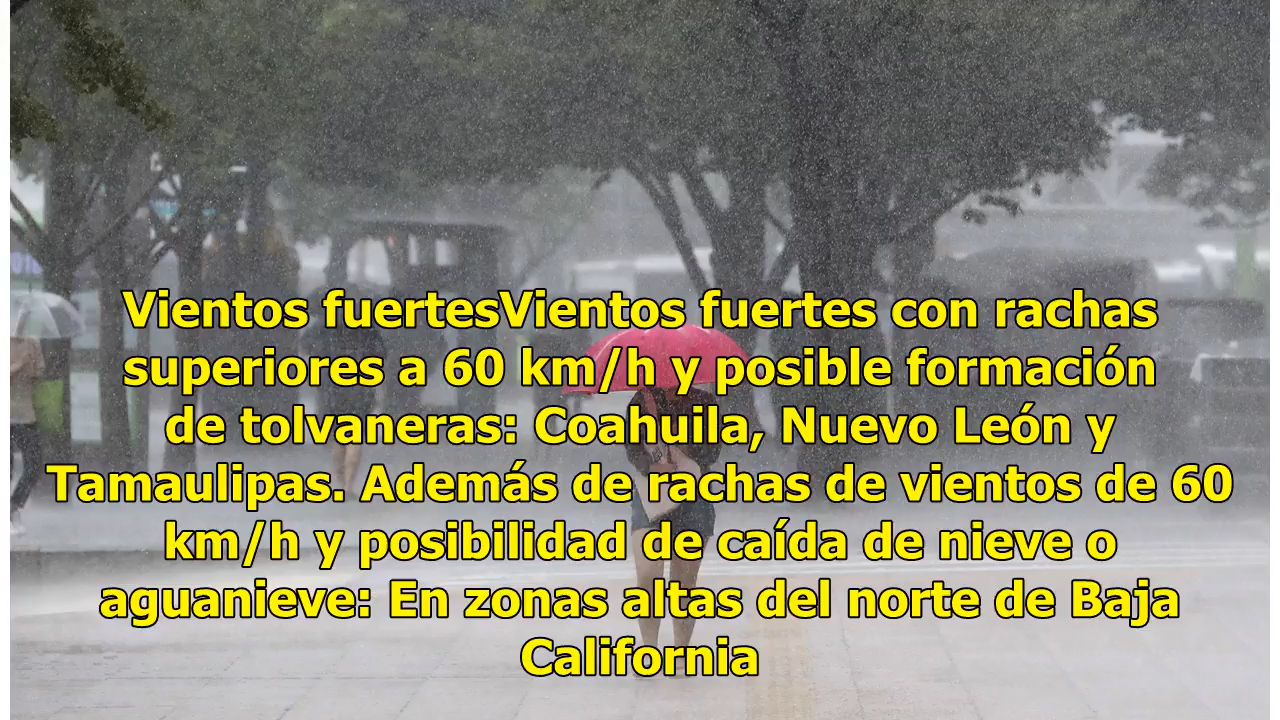 Vientos fuertesVientos fuertes con rachas
superiores a 60 km/h y posible formación
de tolvaneras: Coahuila, Nuevo León y
Tamaulipas. Además de rachas de vientos de 60
km/h y posibilidad de caída de nieve o
aguanieve: En zonas altas del norte de Baja
California